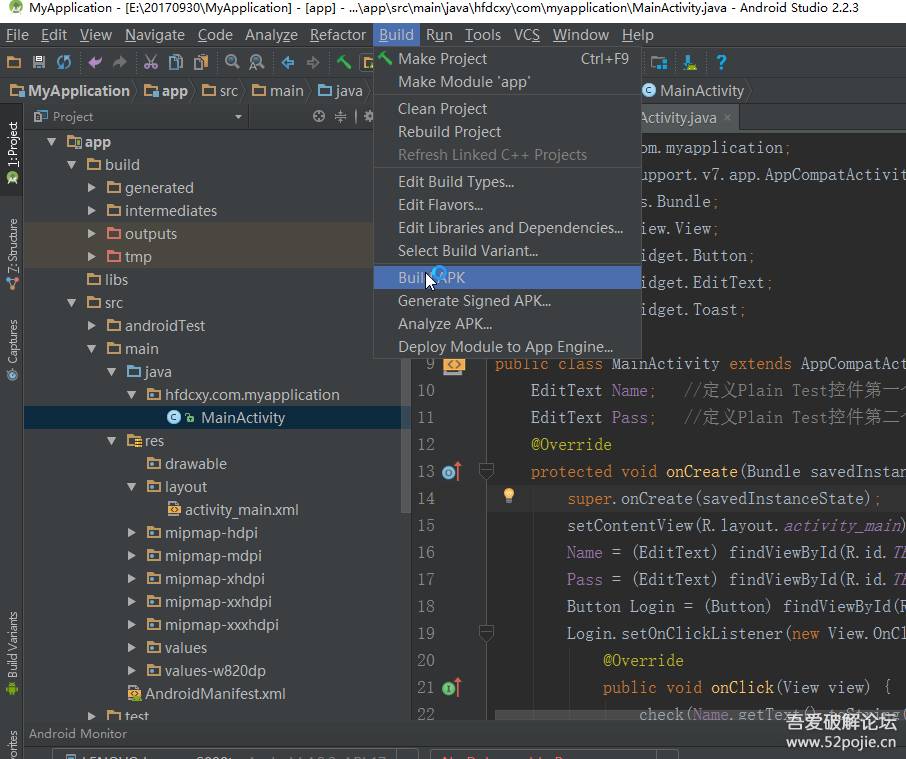 MyApplication - [E:\20170930\MyApplication] - [app] - ...\app\src\main\java\hfdcxy\com\myapplication\MainActivity.java - Android Studio 2.2.3
File Edit View Navigate Code Analyze Refactor Build Run Tools VCS Window Help
MyApplication app src main java MainActivity
Make Project Ctrl+F9
Make Module 'app'
Clean Project
Rebuild Project
Refresh Linked C++ Projects
Edit Build Types...
Edit Flavors...
Edit Libraries and Dependencies...
Select Build Variant...
Build APK
Generate Signed APK...
Analyze APK...
Deploy Module to App Engine...
1: Project
7: Structure
Captures
Build Variants
Project
app
build
generated
intermediates
outputs
tmp
libs
src
androidTest
main
java
hfdcxy.com.myapplication
MainActivity
res
drawable
layout
activity_main.xml
mipmap-hdpi
mipmap-mdpi
mipmap-xhdpi
mipmap-xxhdpi
mipmap-xxxhdpi
values
values-w820dp
AndroidManifest.xml
test
Activity.java
om.myapplication;
upport.v7.app.AppCompatActivit
s.Bundle;
iew.View;
idget.Button;
idget.EditText;
idget.Toast;
9 public class MainActivity extends AppCompatAct
10 EditText Name; //定义Plain Test控件第一个
11 EditText Pass; //定义Plain Test控件第二个
12 @Override
13 protected void onCreate(Bundle savedInstan
14 super.onCreate(savedInstanceState);
15 setContentView(R.layout.activity_main)
16 Name = (EditText) findViewById(R.id.TE
17 Pass = (EditText) findViewById(R.id.TE
18 Button Login = (Button) findViewById(R
19 Login.setOnClickListener(new View.OnCl
20 @Override
21 public void onClick(View view) {
22 check(Name.getText().toString(
Android Monitor
吾爱破解论坛
www.52pojie.cn